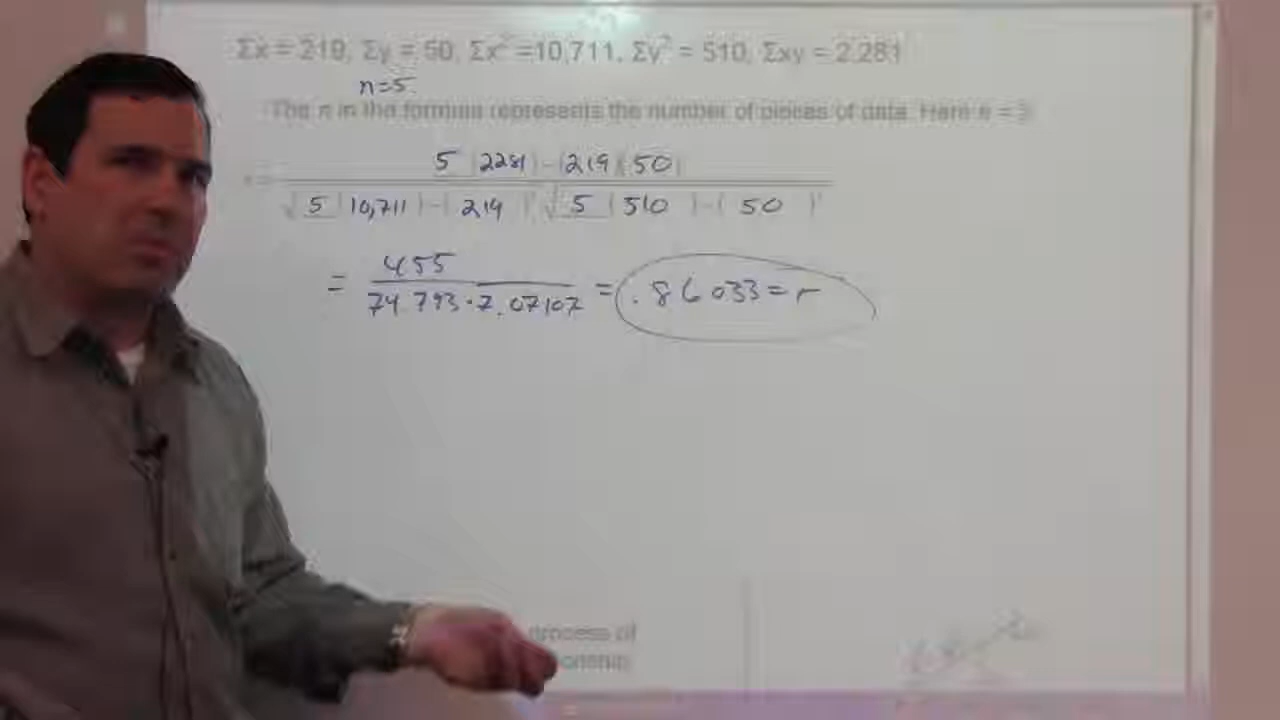 Σx = 219, Σy = 50, Σx² =10,711, Σy² = 510, Σxy = 2,281
n=5
The n in the formula represents the number of pieces of data. Here n =
r = 5 (2281) - (219)(50)
√5 (10,711) - (219)² √5 (510) - (50)²
= 455 / 74.793 · 7.07107 = .86033 = r
process of